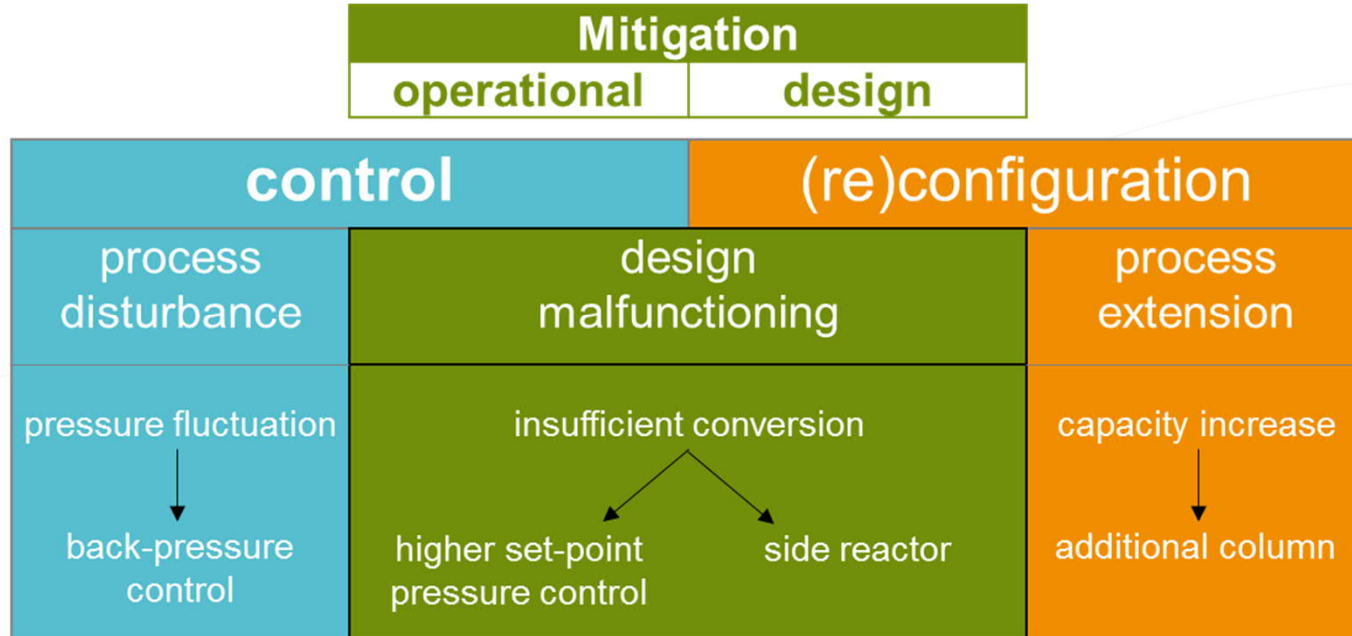 Mitigation
operational design
control (re)configuration
process
disturbance
design
malfunctioning
process
extension
pressure fluctuation
back-pressure
control
insufficient conversion
higher set-point
pressure control
side reactor
capacity increase
additional column